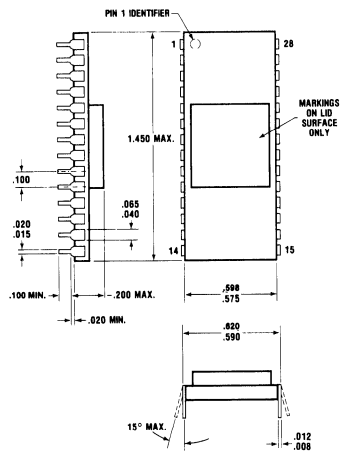 PIN 1 IDENTIFIER
1
28
MARKINGS
ON LID
SURFACE
ONLY
1.450 MAX.
.100
.065
.040
.020
.015
14
15
.100 MIN.
.200 MAX.
.020 MIN.
.598
.575
.620
.590
15° MAX.
.012
.008